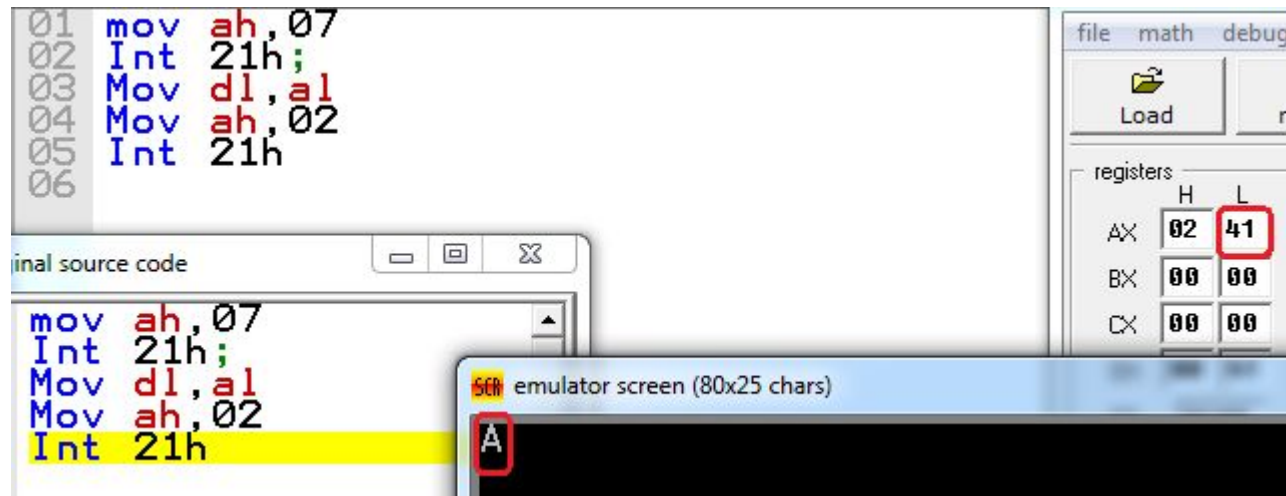 01 mov ah,07
02 Int 21h;
03 Mov dl,al
04 Mov ah,02
05 Int 21h
06
file math debug
Load
registers
H L
AX 02 41
BX 00 00
CX 00 00
inal source code
mov ah,07
Int 21h;
Mov dl,al
Mov ah,02
Int 21h
SCR emulator screen (80x25 chars)
A